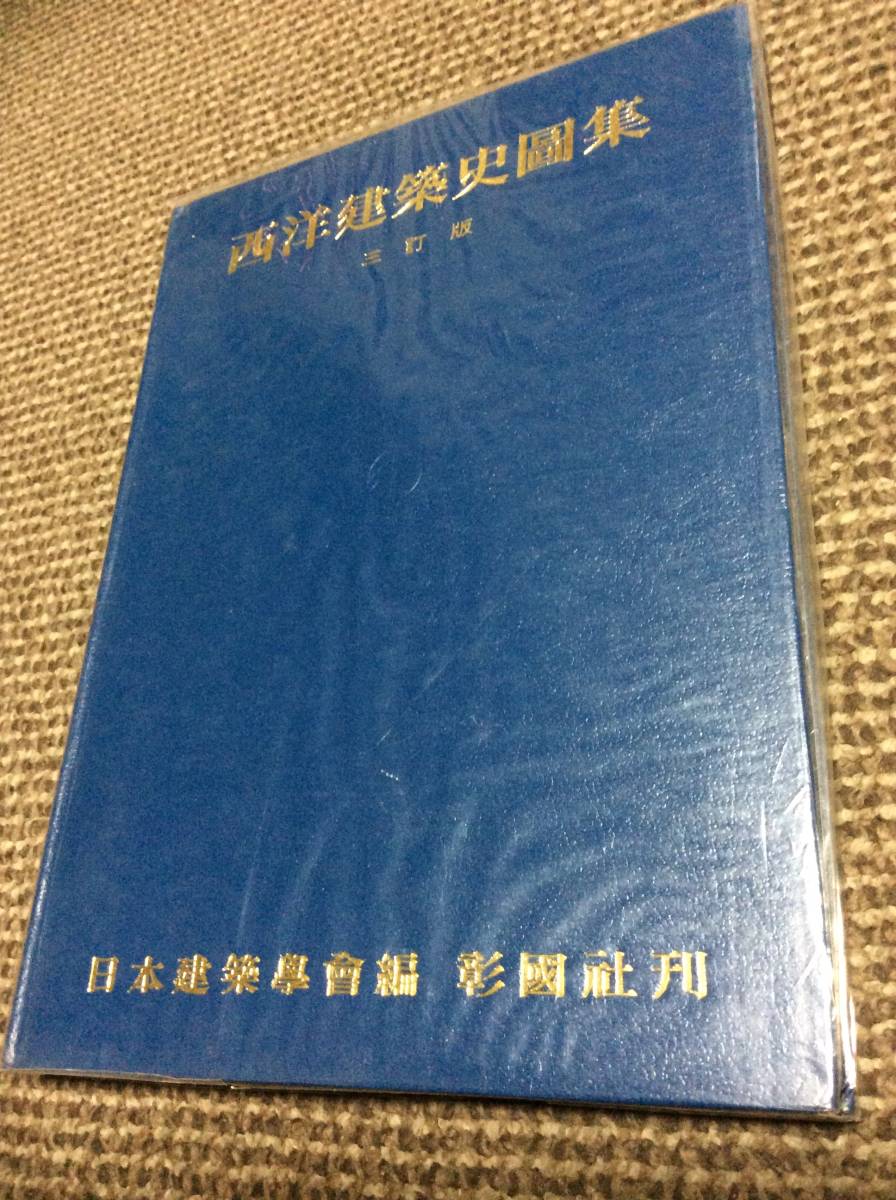 西洋建築史圖集
三訂版
日本建築學會編 彰國社刊